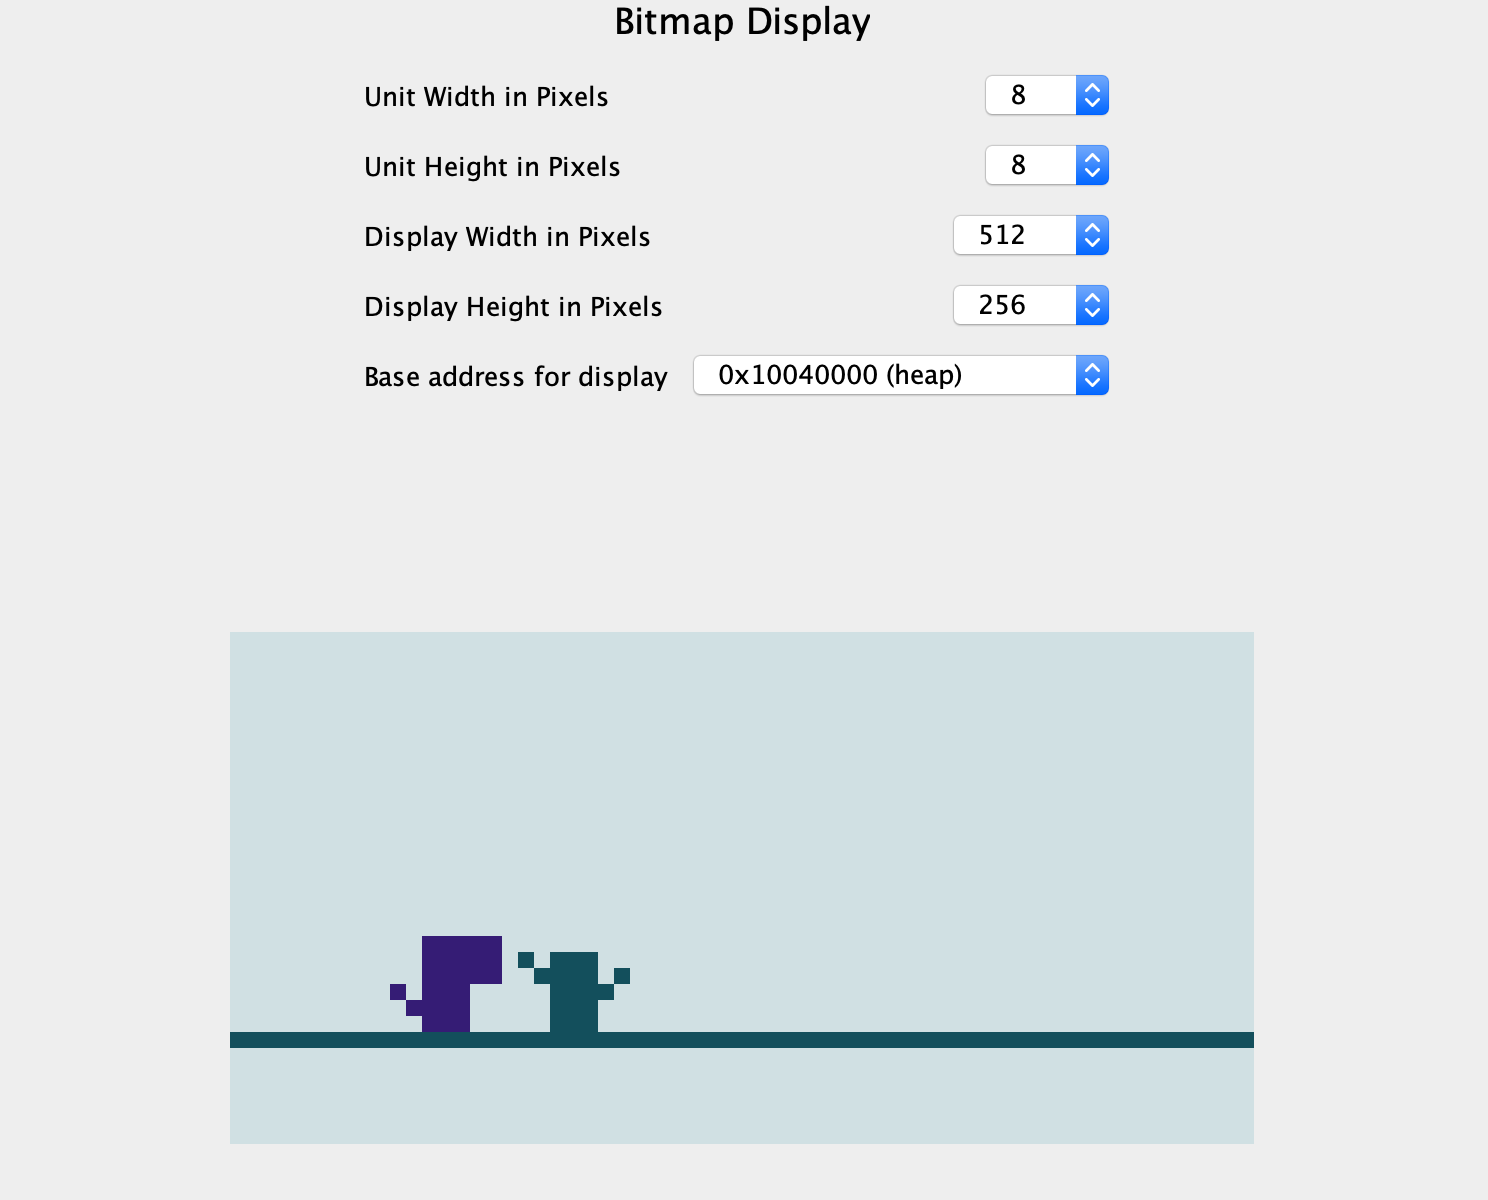 Bitmap Display
Unit Width in Pixels 8
Unit Height in Pixels 8
Display Width in Pixels 512
Display Height in Pixels 256
Base address for display 0x10040000 (heap)